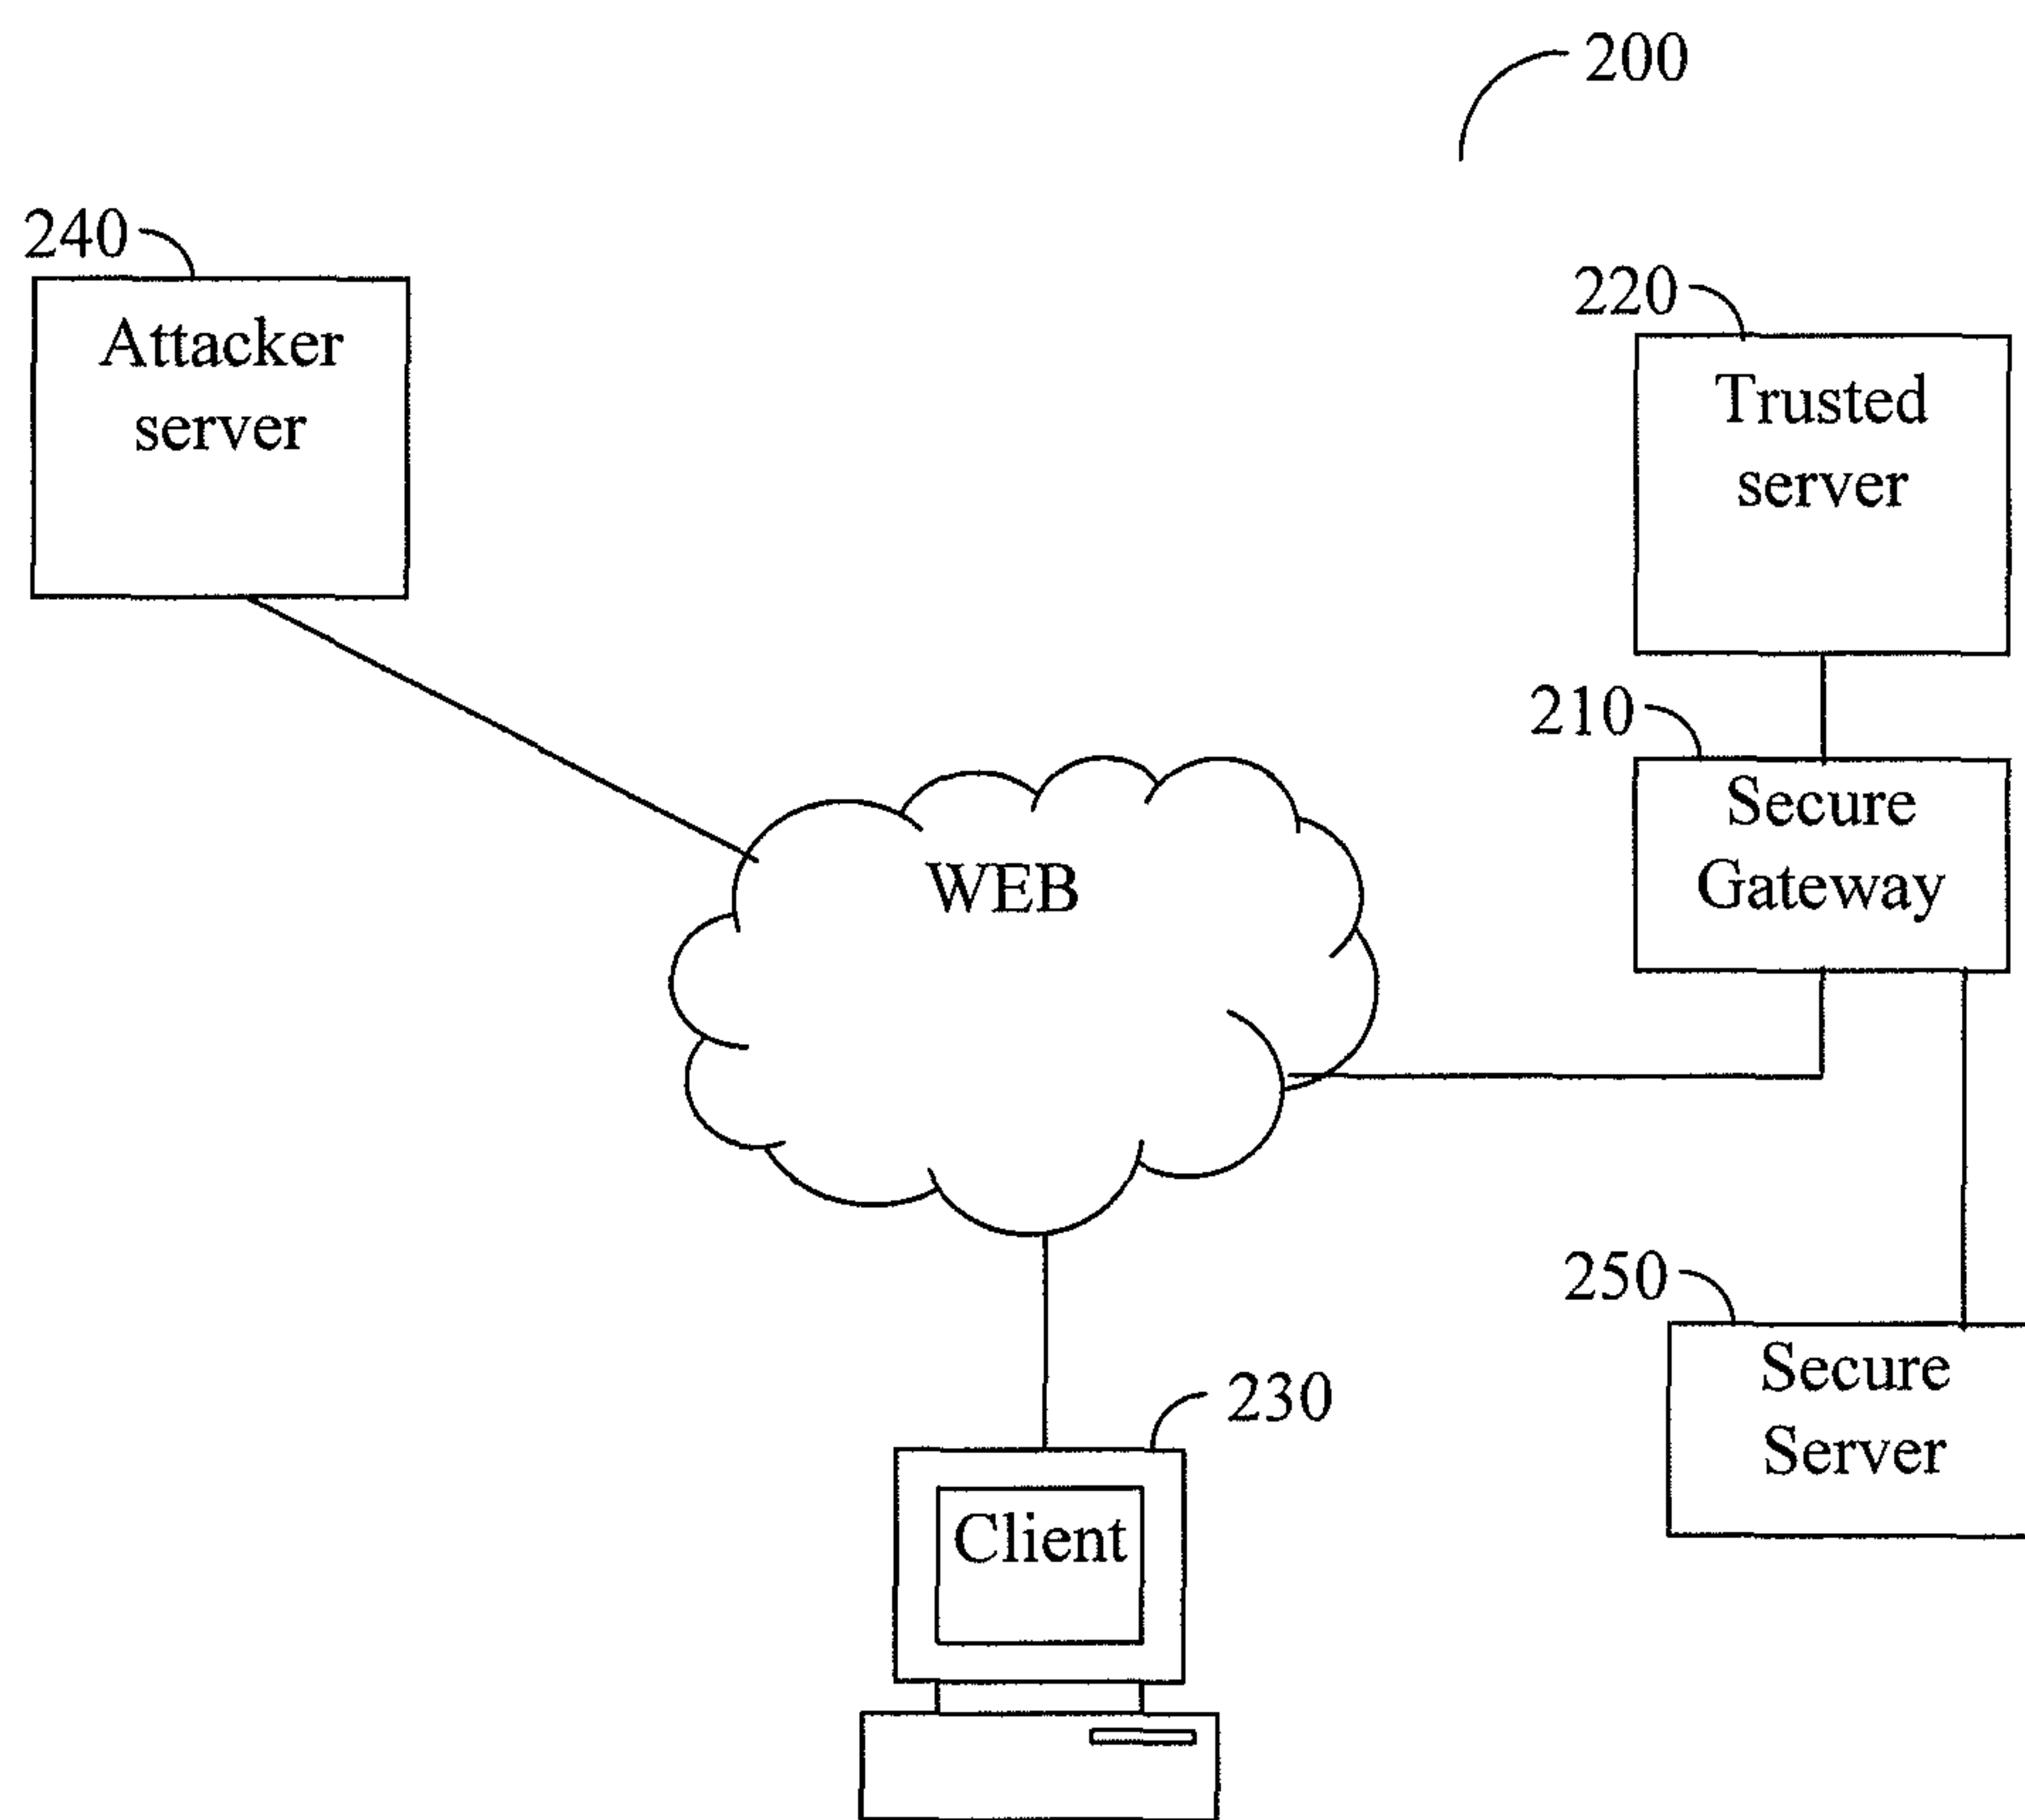 200
240
Attacker
server
220
Trusted
server
210
Secure
Gateway
WEB
250
Secure
Server
230
Client